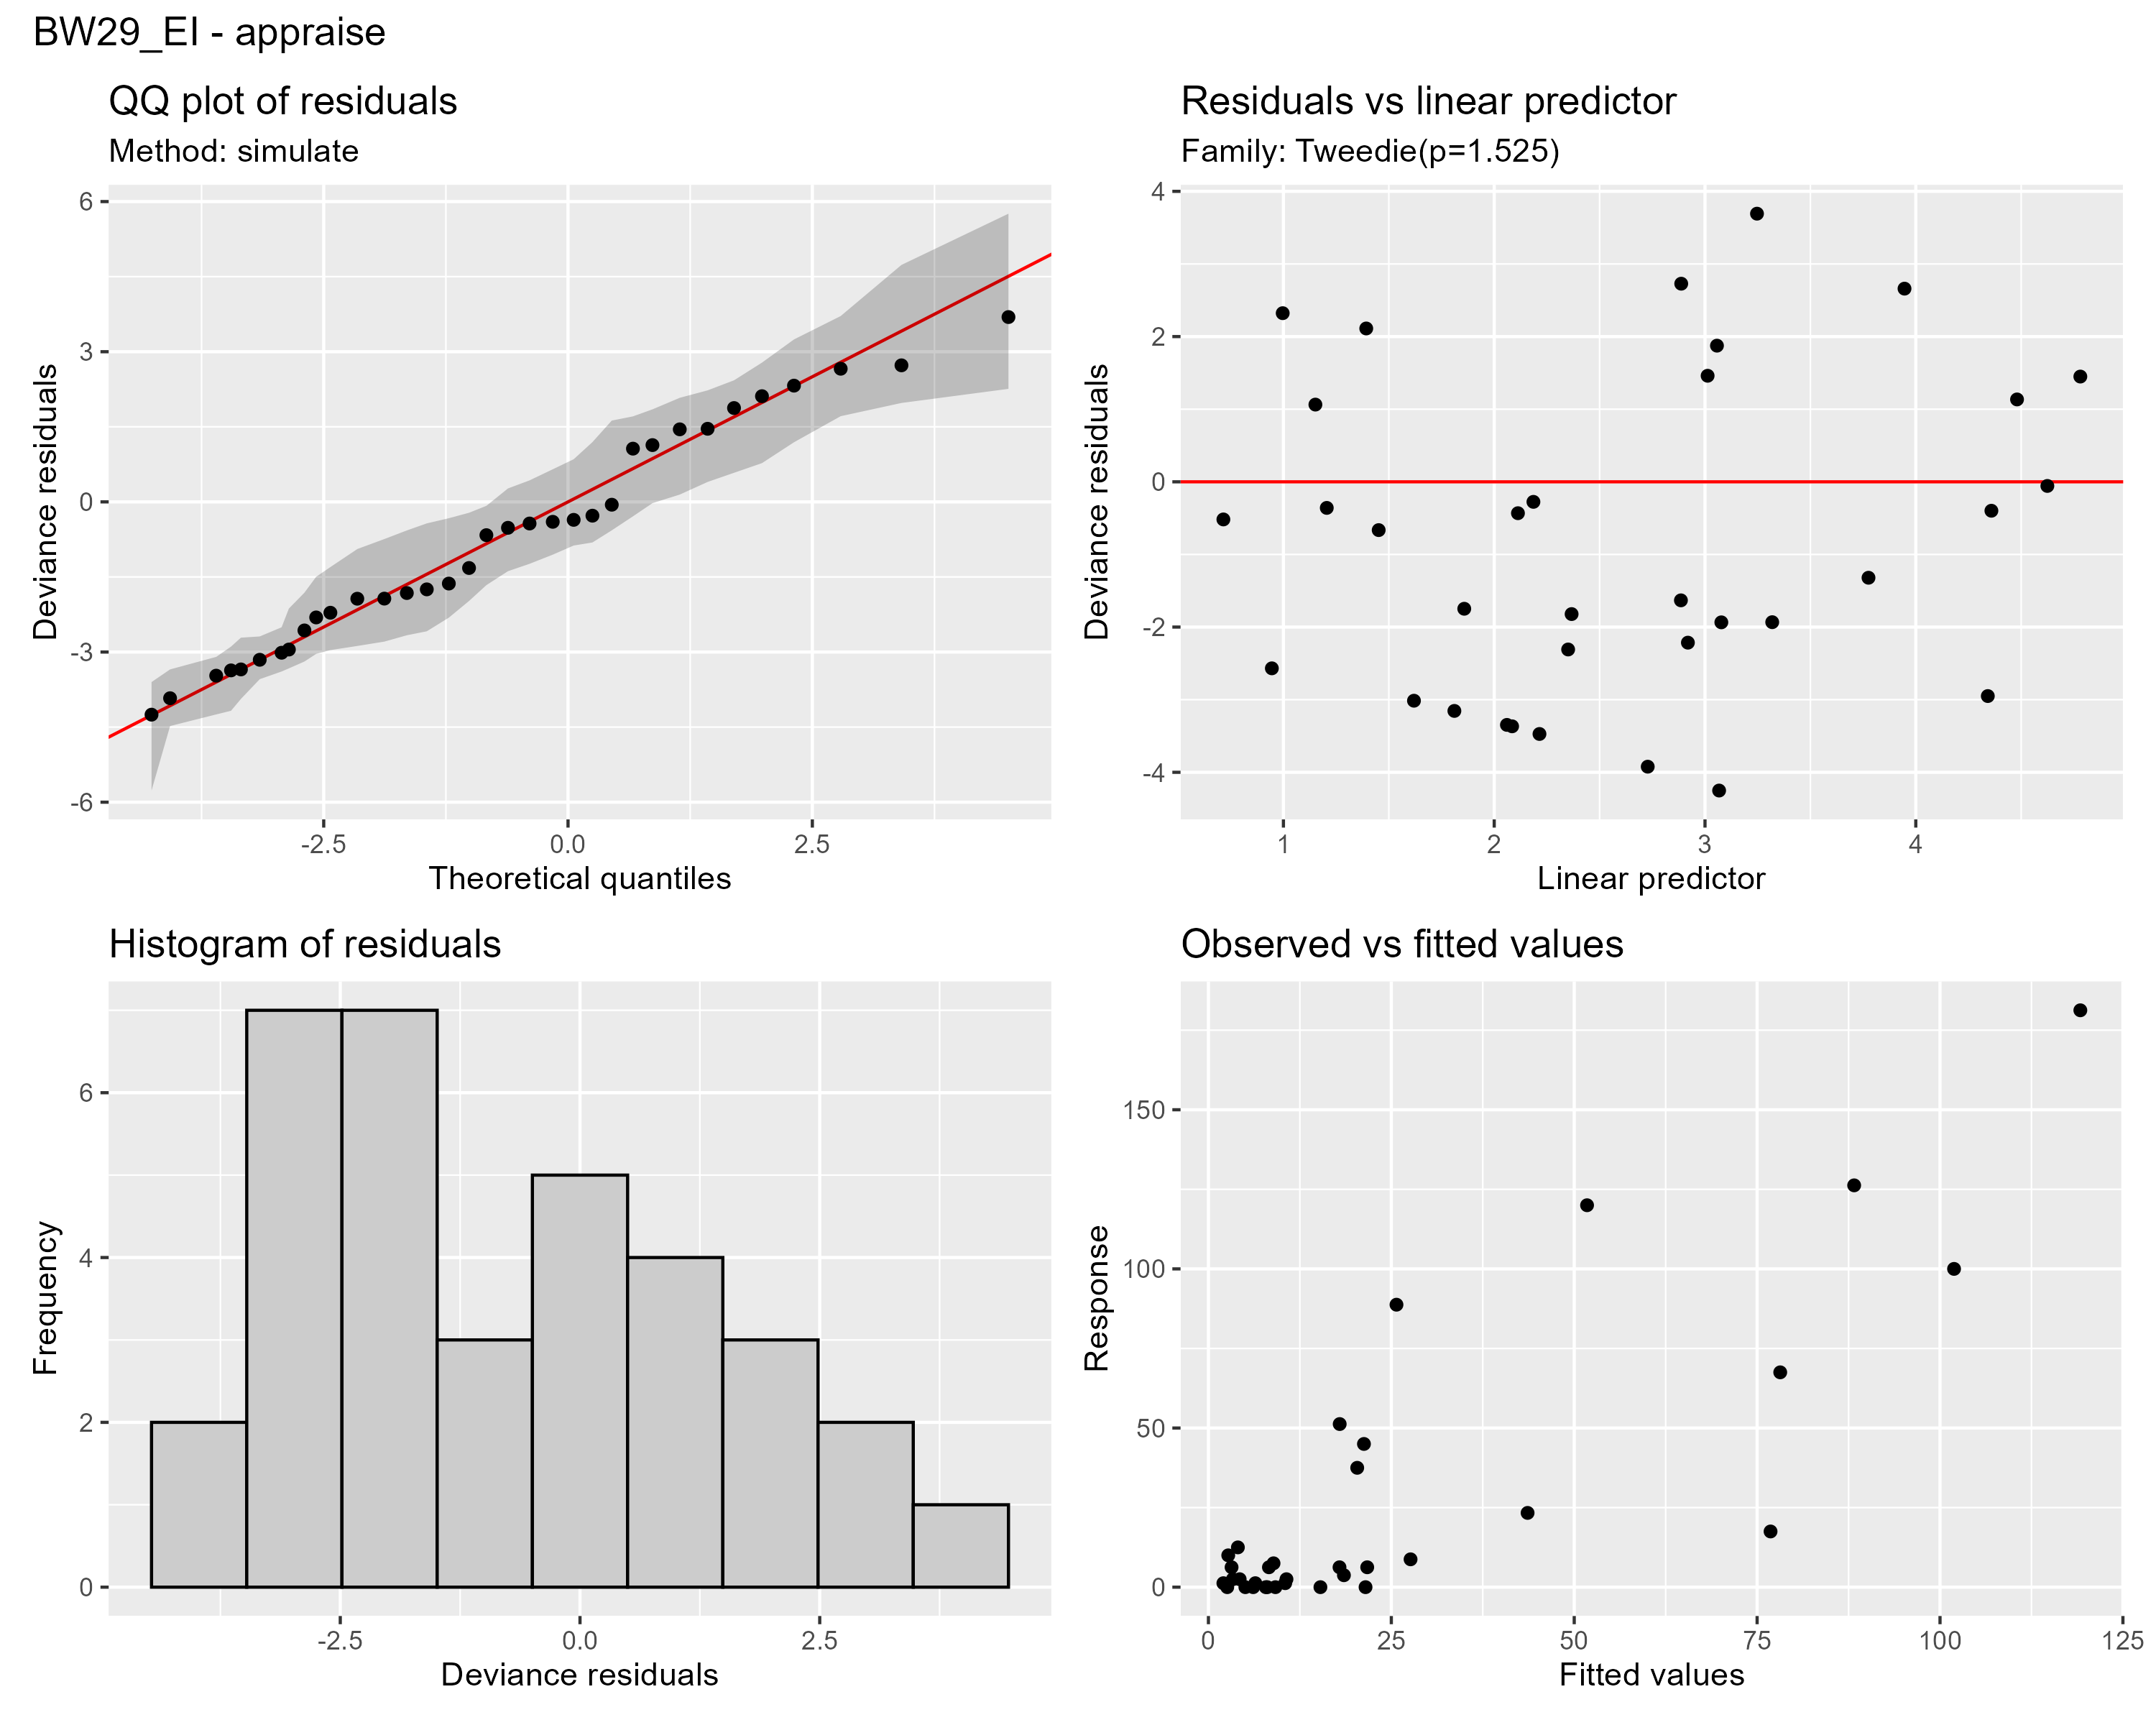 BW29_EI - appraise
QQ plot of residuals
Method: simulate
6
3
0
-3
-6
Deviance residuals
-2.5
0.0
2.5
Theoretical quantiles
Residuals vs linear predictor
Family: Tweedie(p=1.525)
4
2
0
-2
-4
Deviance residuals
1
2
3
4
Linear predictor
Histogram of residuals
6
4
2
0
Frequency
-2.5
0.0
2.5
Deviance residuals
Observed vs fitted values
150
100
50
0
Response
0
25
50
75
100
125
Fitted values